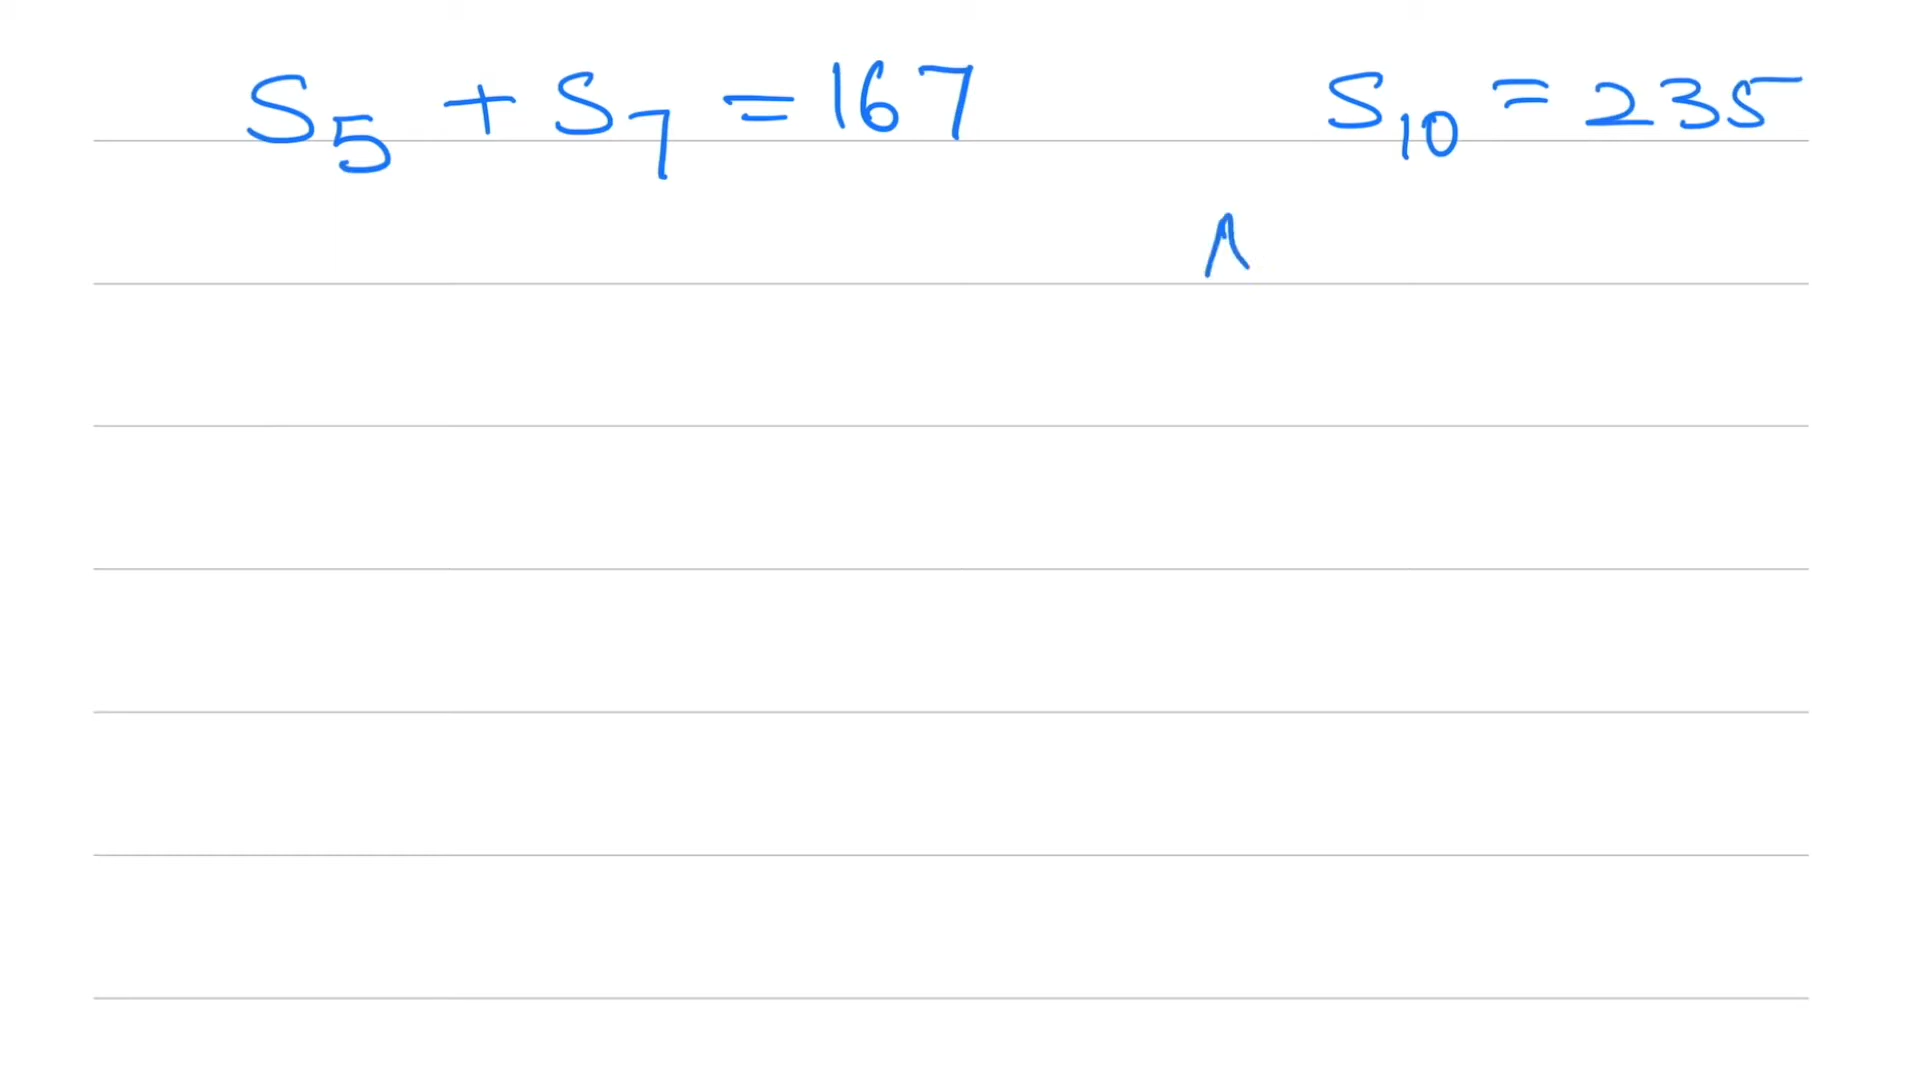 S₅ + S₇ = 167 S₁₀ = 235